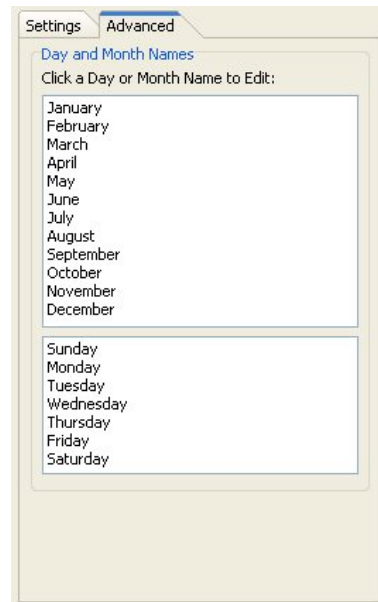 Settings Advanced
Day and Month Names
Click a Day or Month Name to Edit:
January
February
March
April
May
June
July
August
September
October
November
December
Sunday
Monday
Tuesday
Wednesday
Thursday
Friday
Saturday